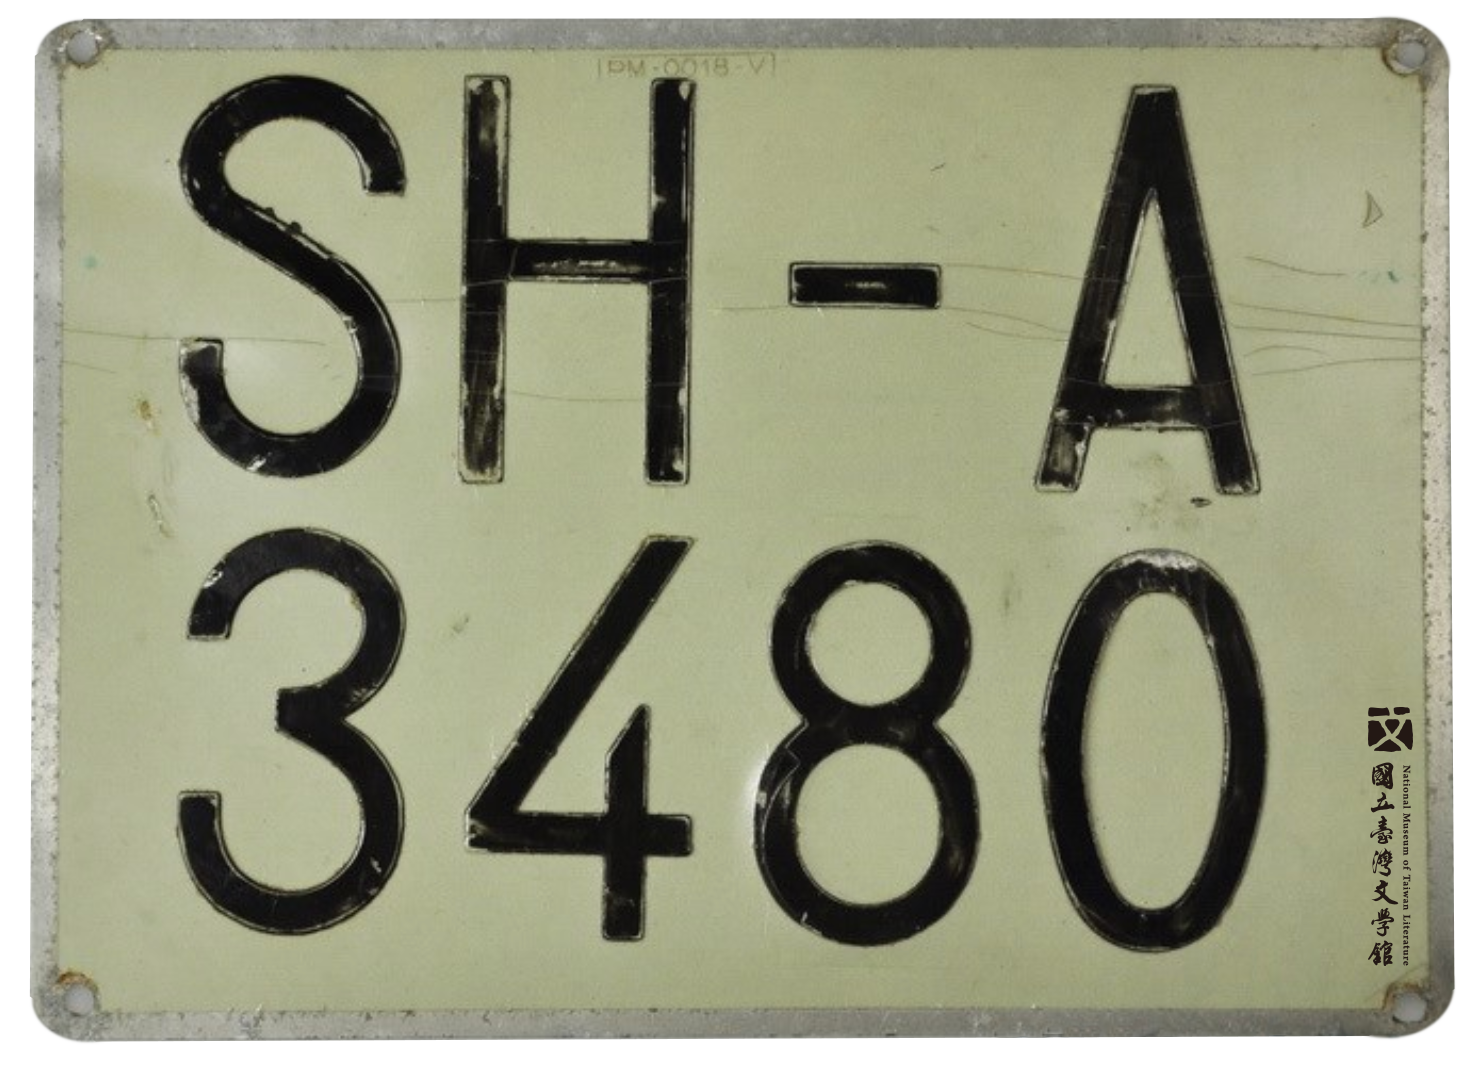 [PM-0018-V]
SH-A
3480
國立臺灣文學館
National Museum of Taiwan Literature